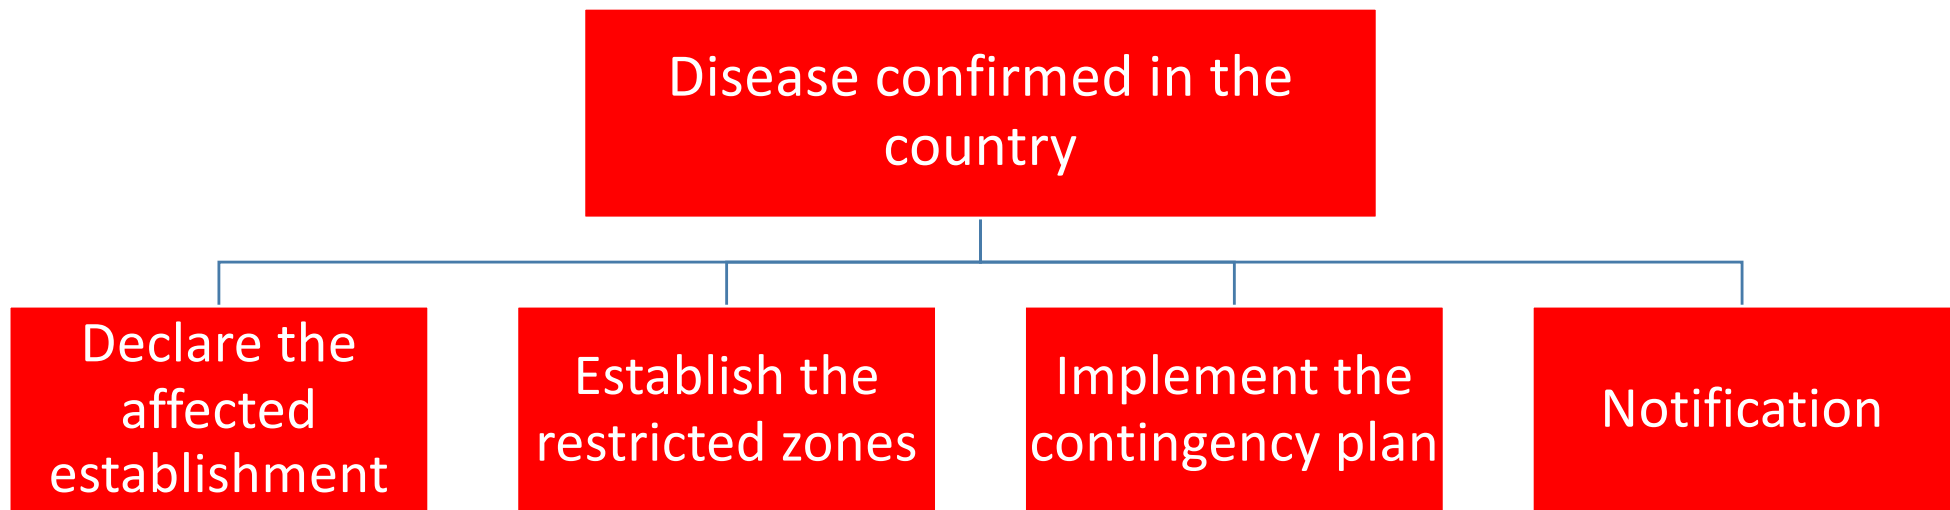 Disease confirmed in the
country
Declare the
affected
establishment
Establish the
restricted zones
Implement the
contingency plan
Notification